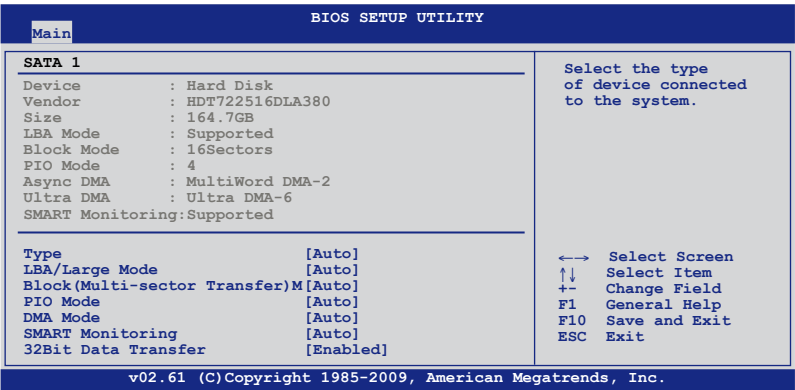 BIOS SETUP UTILITY
Main
SATA 1
Device : Hard Disk
Vendor : HDT722516DLA380
Size : 164.7GB
LBA Mode : Supported
Block Mode : 16Sectors
PIO Mode : 4
Async DMA : MultiWord DMA-2
Ultra DMA : Ultra DMA-6
SMART Monitoring:Supported
Type [Auto]
LBA/Large Mode [Auto]
Block(Multi-sector Transfer)M[Auto]
PIO Mode [Auto]
DMA Mode [Auto]
SMART Monitoring [Auto]
32Bit Data Transfer [Enabled]
Select the type
of device connected
to the system.
←→ Select Screen
↑↓ Select Item
+- Change Field
F1 General Help
F10 Save and Exit
ESC Exit
v02.61 (C)Copyright 1985-2009, American Megatrends, Inc.